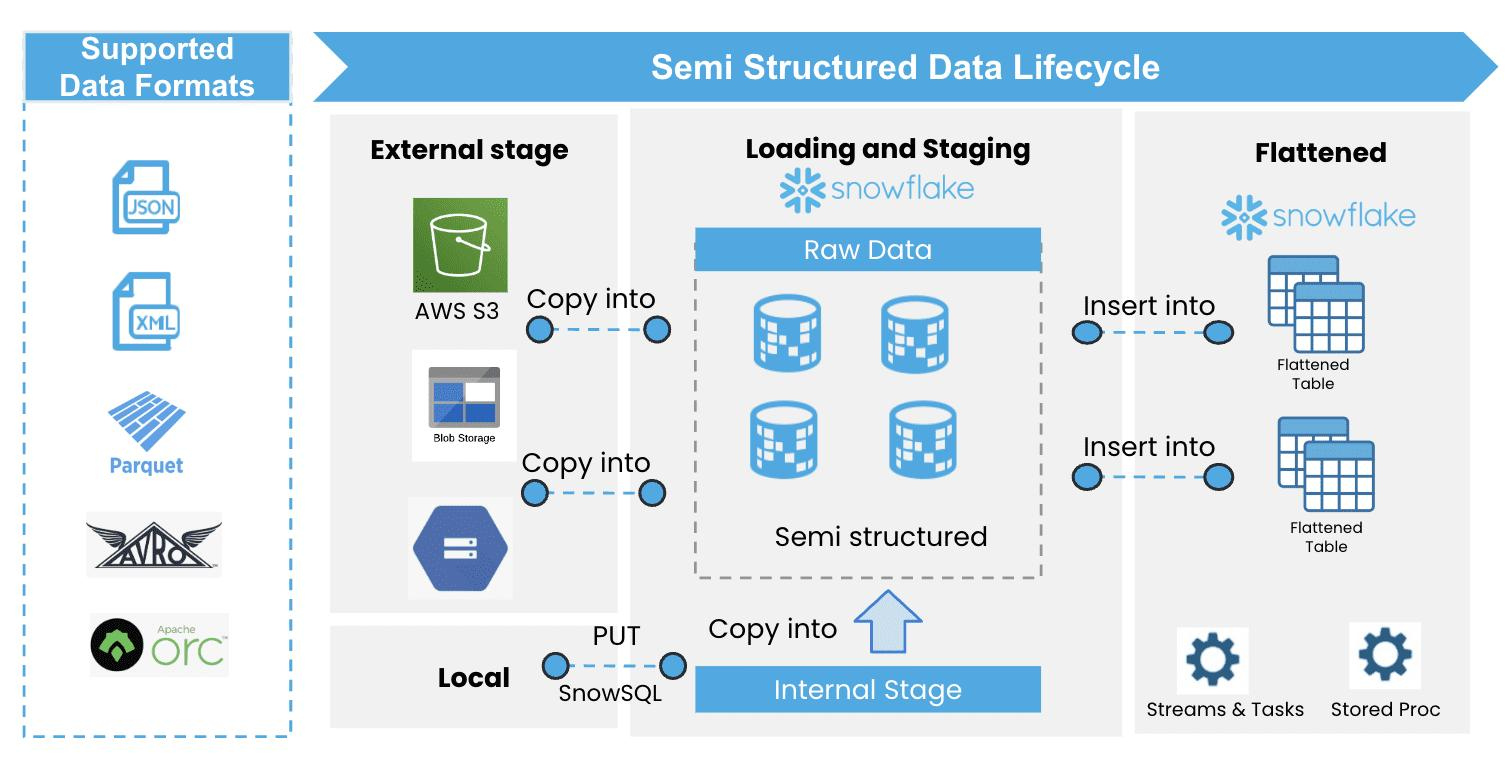 Supported
Data Formats
Semi Structured Data Lifecycle
JSON
XML
Parquet
AVRO
Apache
orc
External stage
AWS S3
Copy into
Blob Storage
Copy into
Local
PUT
SnowSQL
Loading and Staging
snowflake
Raw Data
Semi structured
Copy into
Internal Stage
Insert into
Insert into
Flattened
snowflake
Flattened
Table
Flattened
Table
Streams & Tasks
Stored Proc